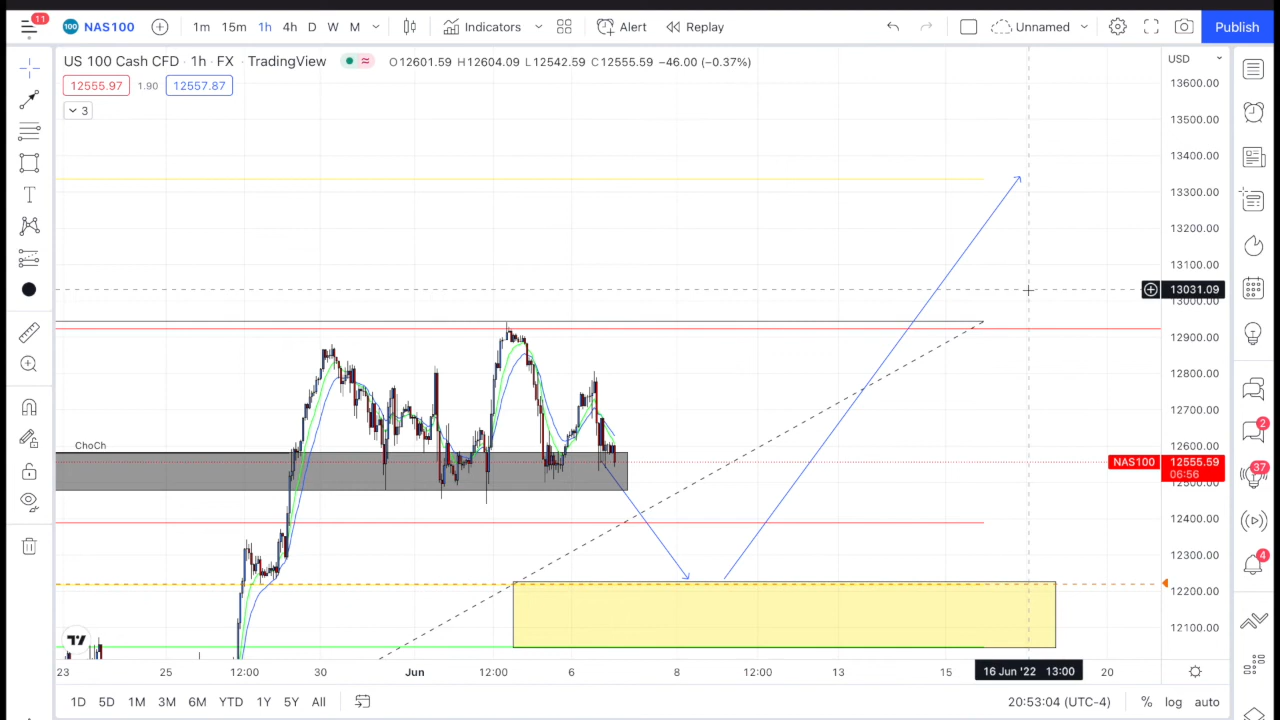 11
100 NAS100 1m 15m 1h 4h D W M Indicators Alert Replay Unnamed Publish
US 100 Cash CFD · 1h · FX · TradingView O12601.59 H12604.09 L12542.59 C12555.59 −46.00 (−0.37%)
12555.97 1.90 12557.87
3
USD
13600.00
13500.00
13400.00
13300.00
13200.00
13100.00
13031.09
13000.00
12900.00
12800.00
12700.00
12600.00
ChoCh
NAS100 12555.59
06:56
12500.00
12400.00
12300.00
12200.00
12100.00
2
37
4
23 25 12:00 30 Jun 12:00 6 8 12:00 13 15 16 Jun '22 13:00 20
1D 5D 1M 3M 6M YTD 1Y 5Y All 20:53:04 (UTC-4) % log auto